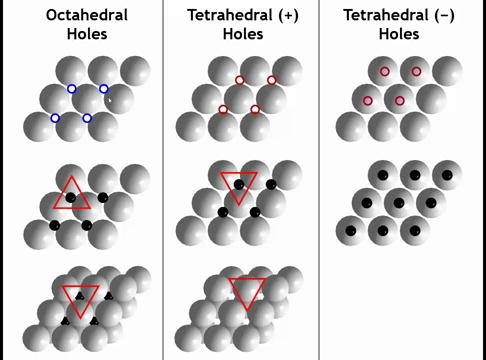 Octahedral
Holes
Tetrahedral (+)
Holes
Tetrahedral (−)
Holes